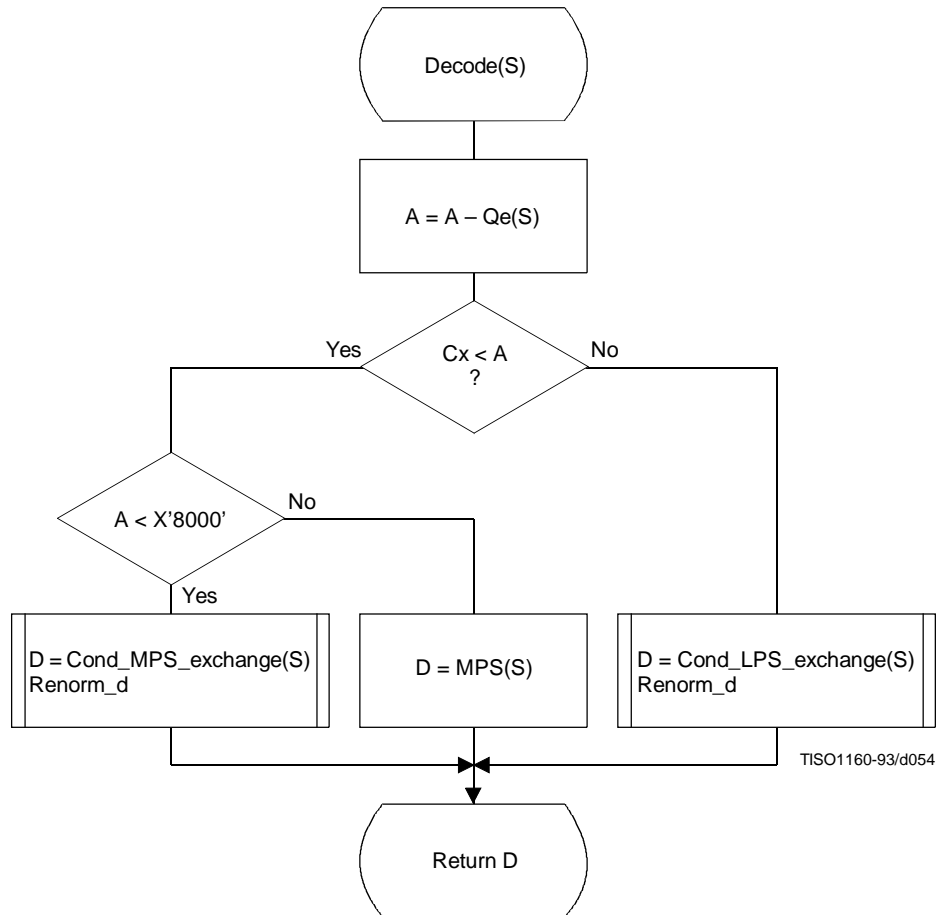 Decode(S)
A = A – Qe(S)
Yes
Cx < A
?
No
A < X'8000'
No
Yes
D = Cond_MPS_exchange(S)
Renorm_d
D = MPS(S)
D = Cond_LPS_exchange(S)
Renorm_d
TISO1160-93/d054
Return D